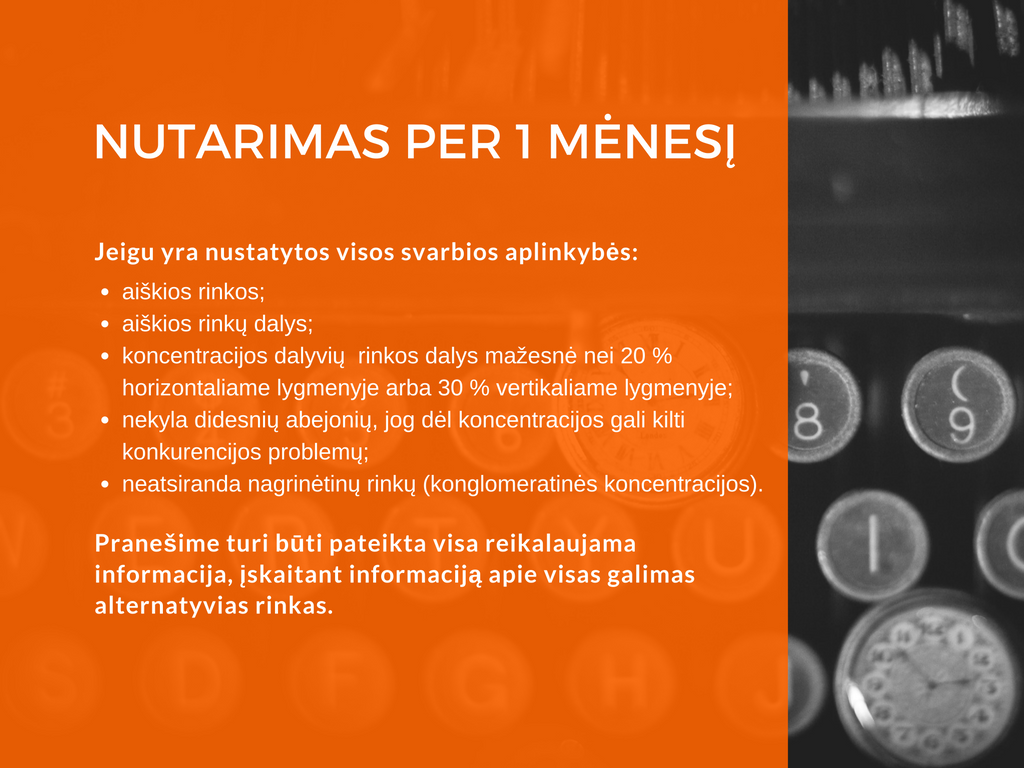 NUTARIMAS PER 1 MĖNESĮ
Jeigu yra nustatytos visos svarbios aplinkybės:
• aiškios rinkos;
• aiškios rinkų dalys;
• koncentracijos dalyvių  rinkos dalys mažesnė nei 20 %
horizontaliame lygmenyje arba 30 % vertikaliame lygmenyje;
• nekyla didesnių abejonių, jog dėl koncentracijos gali kilti
konkurencijos problemų;
• neatsiranda nagrinėtinų rinkų (konglomeratinės koncentracijos).
Pranešime turi būti pateikta visa reikalaujama
informacija, įskaitant informaciją apie visas galimas
alternatyvias rinkas.
# ' (
3 8 9
W E R T Y U I
S D F G H J